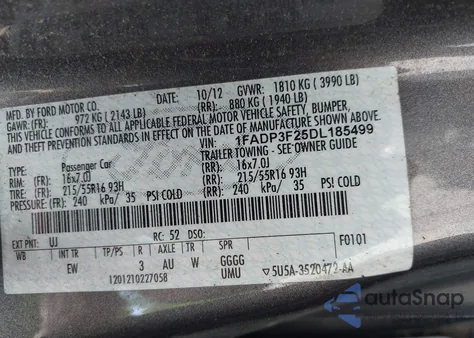 MFD. BY FORD MOTOR CO.
DATE: 10/12 GVWR: 1810 KG ( 3990 LB)
GAWR: (FR): 972 KG ( 2143 LB) (RR): 880 KG ( 1940 LB)
THIS VEHICLE CONFORMS TO ALL APPLICABLE FEDERAL MOTOR VEHICLE SAFETY, BUMPER,
AND THEFT PREVENTION STANDARDS IN EFFECT ON THE DATE OF MANUFACTURE SHOWN ABOVE
VIN: 1FADP3F25DL185499
TYPE: Passenger Car TRAILER TOWING - SEE OWNER GUIDE
RIM: (FR): 16x7.0J (RR): 16x7.0J
TIRE: (FR): 215/55R16 93H (RR): 215/55R16 93H
PRESSURE: (FR): 240 kPa/ 35 PSI COLD (RR): 240 kPa/ 35 PSI COLD
EXT PNT: UJ RC: 52 DSO: F0101
WB INT TR TP/PS R AXLE TR SPR
EW 3 AU W GGGG
1201210227058 UMU 5U5A-3520472-AA
autoSnap